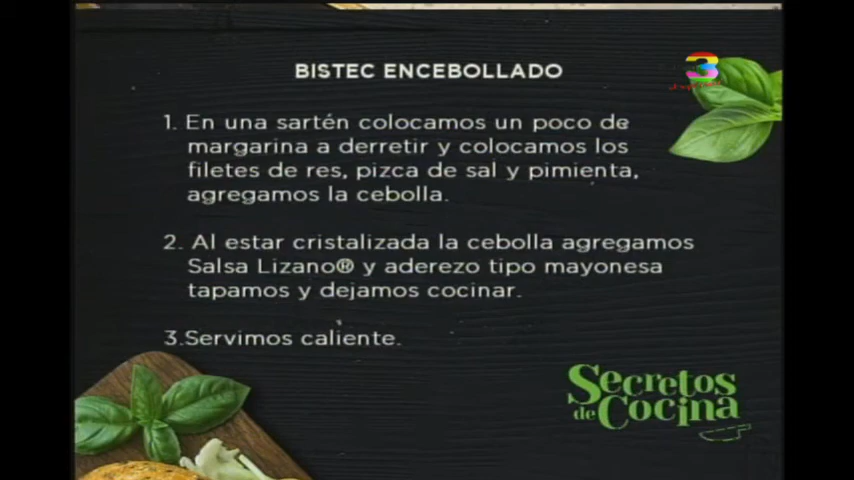 BISTEC ENCEBOLLADO
3
1. En una sartén colocamos un poco de
margarina a derretir y colocamos los
filetes de res, pizca de sal y pimienta,
agregamos la cebolla.
2. Al estar cristalizada la cebolla agregamos
Salsa Lizano® y aderezo tipo mayonesa
tapamos y dejamos cocinar.
3.Servimos caliente.
Secretos
de Cocina